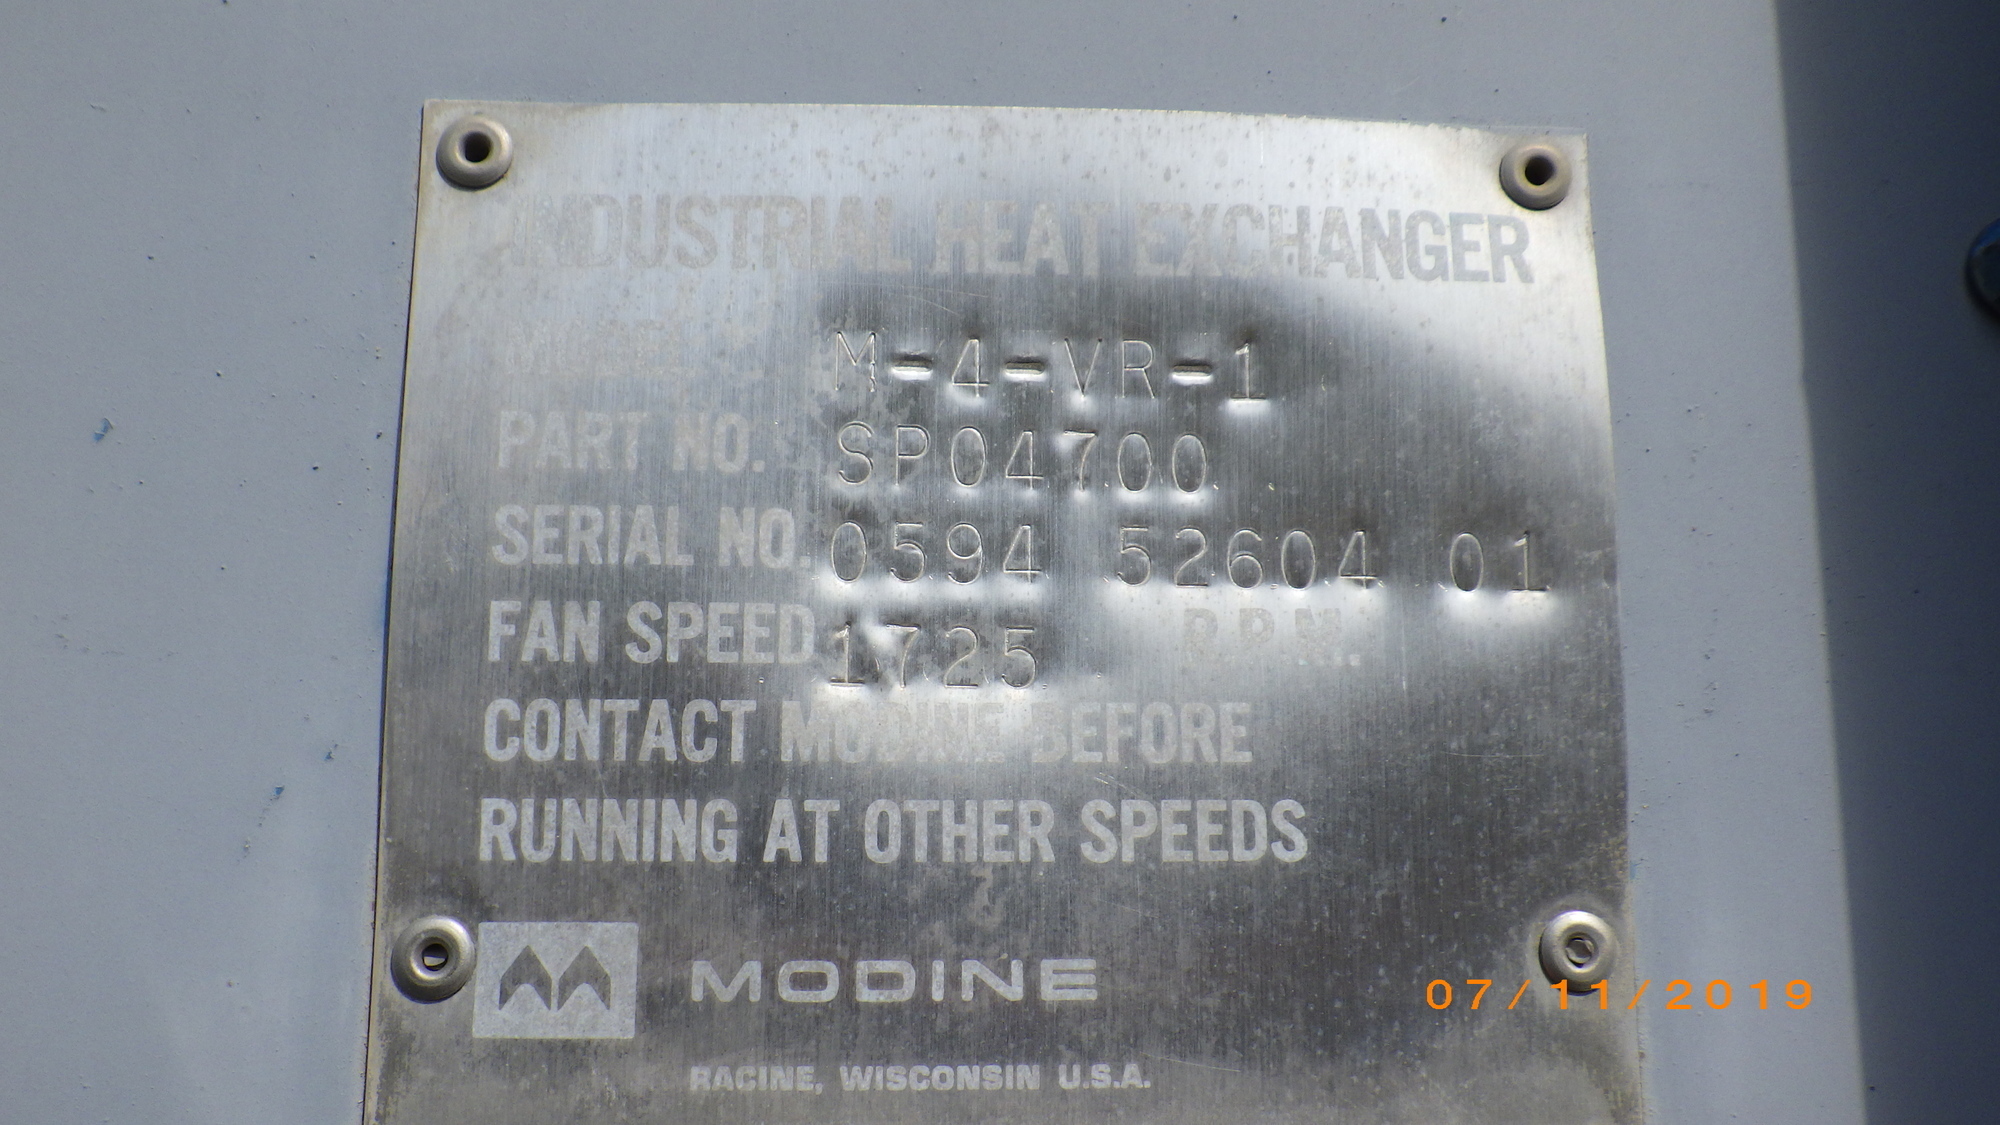 INDUSTRIAL HEAT EXCHANGER
MODEL M-4-VR-1
PART NO. SP04700
SERIAL NO. 0594 52604 01
FAN SPEED 1725 R.P.M.
CONTACT MODINE BEFORE
RUNNING AT OTHER SPEEDS
MODINE
RACINE, WISCONSIN U.S.A.
07/11/2019